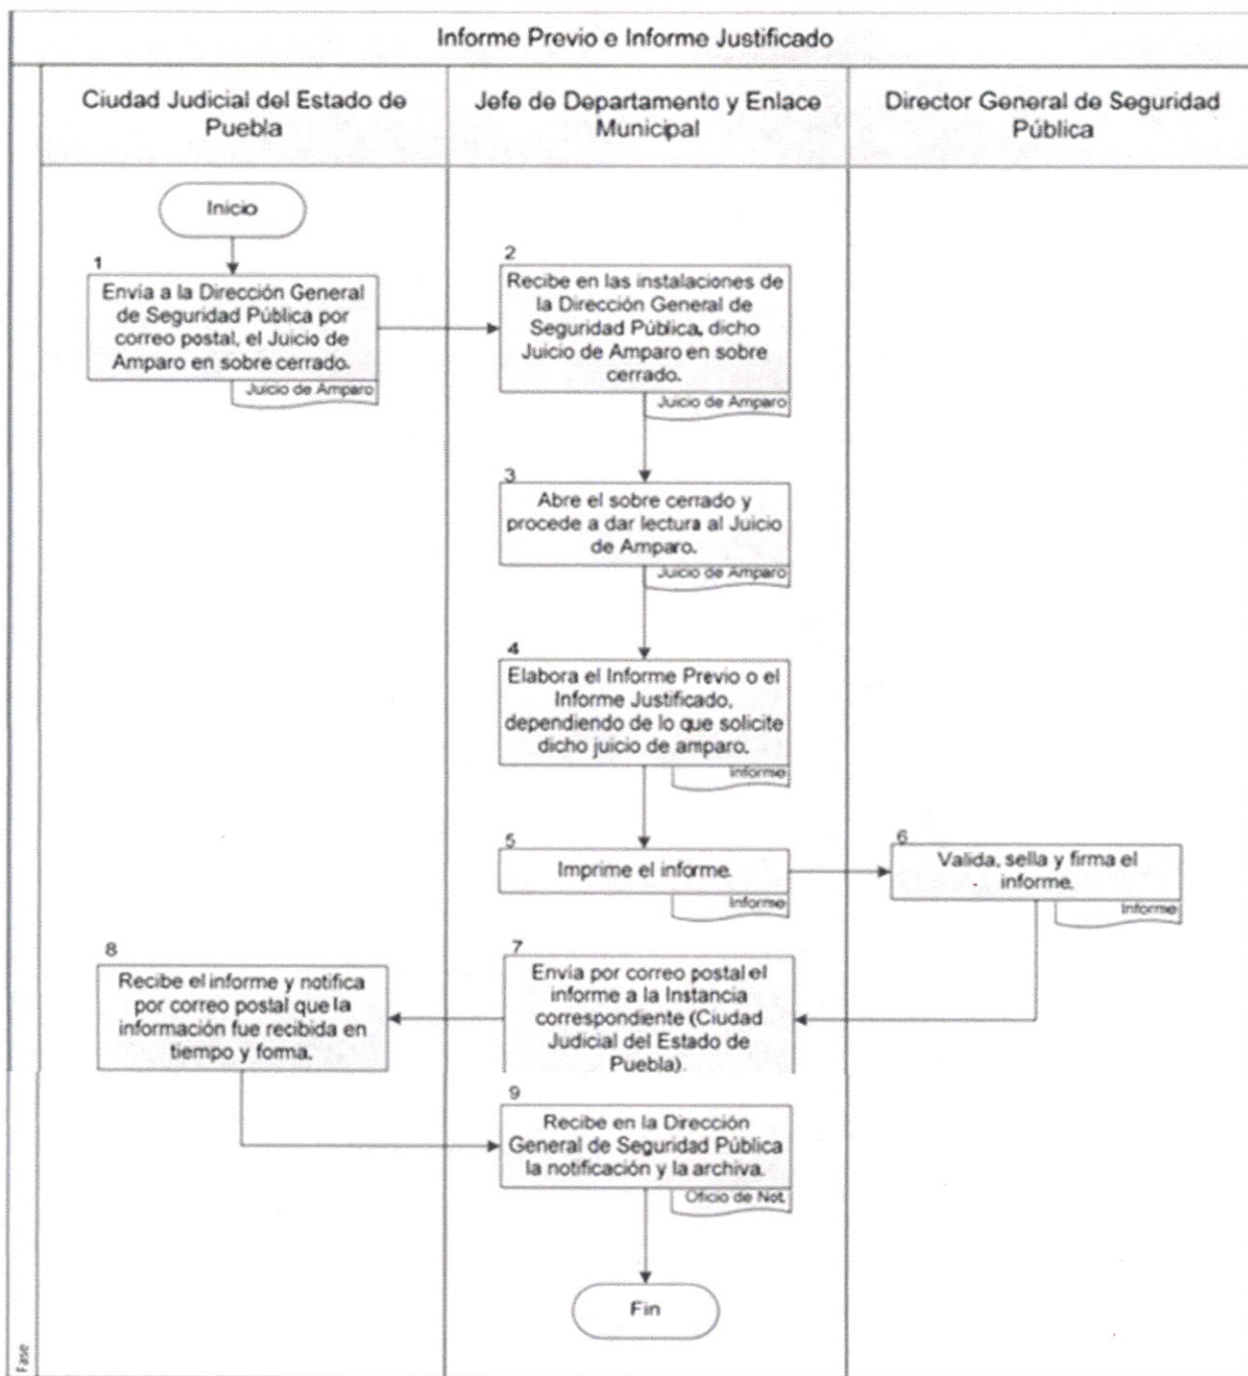 Informe Previo e Informe Justificado
Ciudad Judicial del Estado de
Puebla
Jefe de Departamento y Enlace
Municipal
Director General de Seguridad
Pública
Inicio
1
Envía a la Dirección General
de Seguridad Pública por
correo postal, el Juicio de
Amparo en sobre cerrado.
Juicio de Amparo
2
Recibe en las instalaciones de
la Dirección General de
Seguridad Pública, dicho
Juicio de Amparo en sobre
cerrado.
Juicio de Amparo
3
Abre el sobre cerrado y
procede a dar lectura al Juicio
de Amparo.
Juicio de Amparo
4
Elabora el Informe Previo o el
Informe Justificado,
dependiendo de lo que solicite
dicho juicio de amparo.
Informe
5
Imprime el informe.
Informe
6
Valida, sella y firma el
informe.
Informe
7
Envía por correo postal el
informe a la Instancia
correspondiente (Ciudad
Judicial del Estado de
Puebla).
8
Recibe el informe y notifica
por correo postal que la
información fue recibida en
tiempo y forma.
9
Recibe en la Dirección
General de Seguridad Pública
la notificación y la archiva.
Oficio de Not.
Fin
Fase